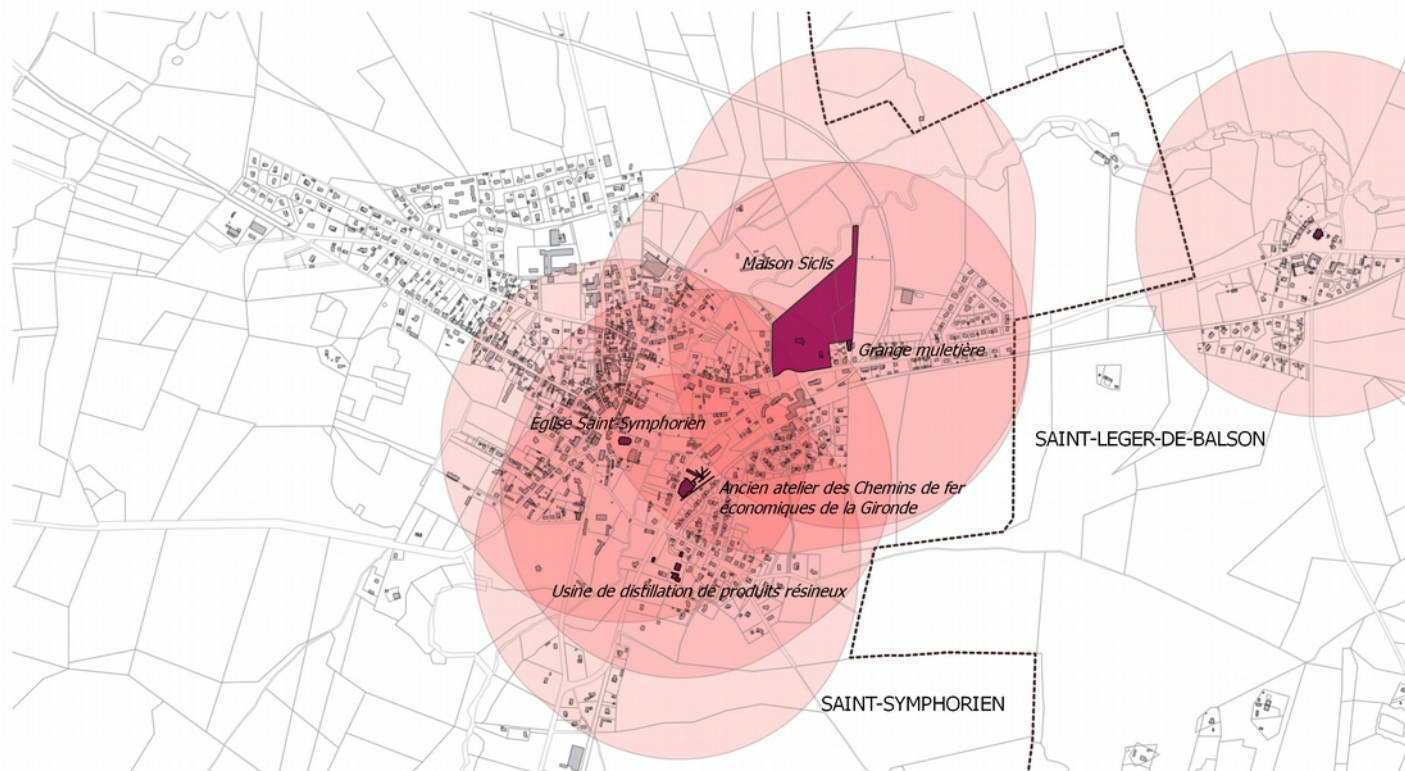 Maison Siclis
Grange muletière
Eglise Saint-Symphorien
SAINT-LEGER-DE-BALSON
Ancien atelier des Chemins de fer
économiques de la Gironde
Usine de distillation de produits résineux
SAINT-SYMPHORIEN